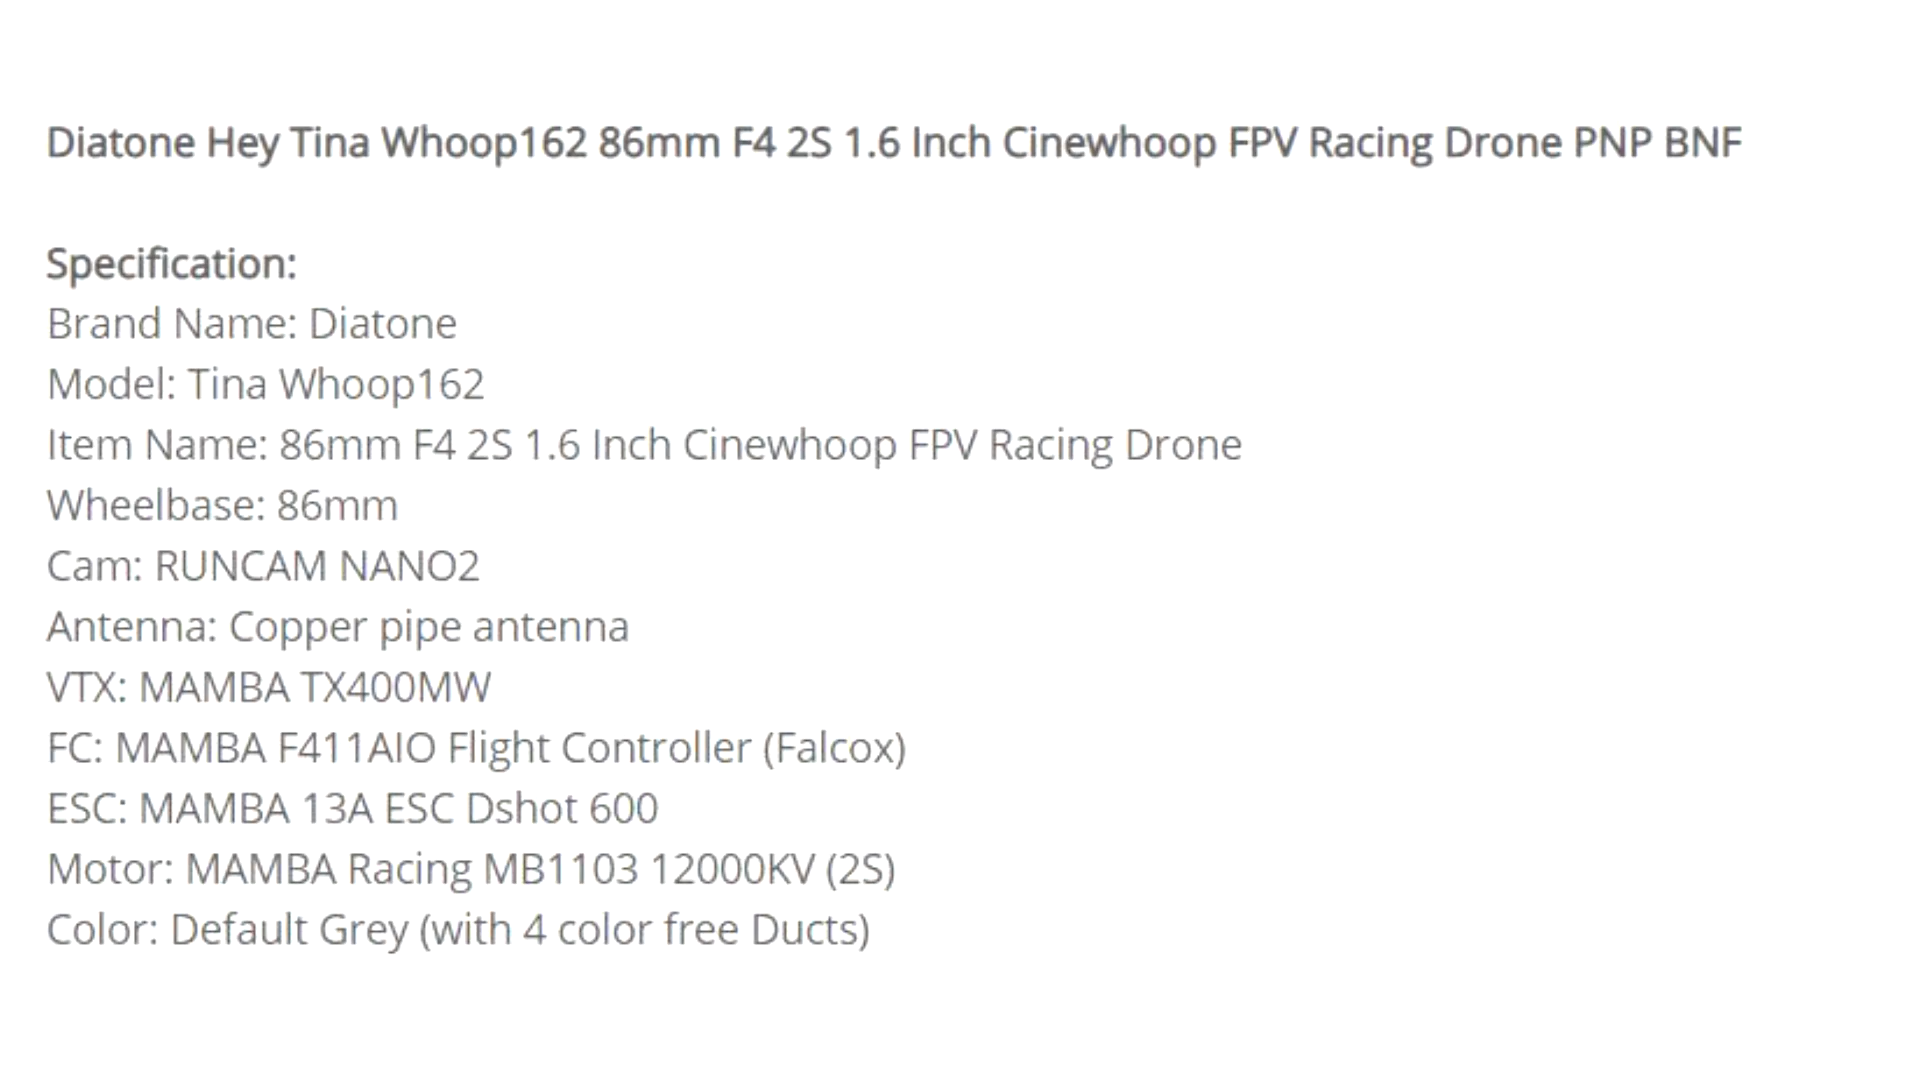 Diatone Hey Tina Whoop162 86mm F4 2S 1.6 Inch Cinewhoop FPV Racing Drone PNP BNF
Specification:
Brand Name: Diatone
Model: Tina Whoop162
Item Name: 86mm F4 2S 1.6 Inch Cinewhoop FPV Racing Drone
Wheelbase: 86mm
Cam: RUNCAM NANO2
Antenna: Copper pipe antenna
VTX: MAMBA TX400MW
FC: MAMBA F411AIO Flight Controller (Falcox)
ESC: MAMBA 13A ESC Dshot 600
Motor: MAMBA Racing MB1103 12000KV (2S)
Color: Default Grey (with 4 color free Ducts)